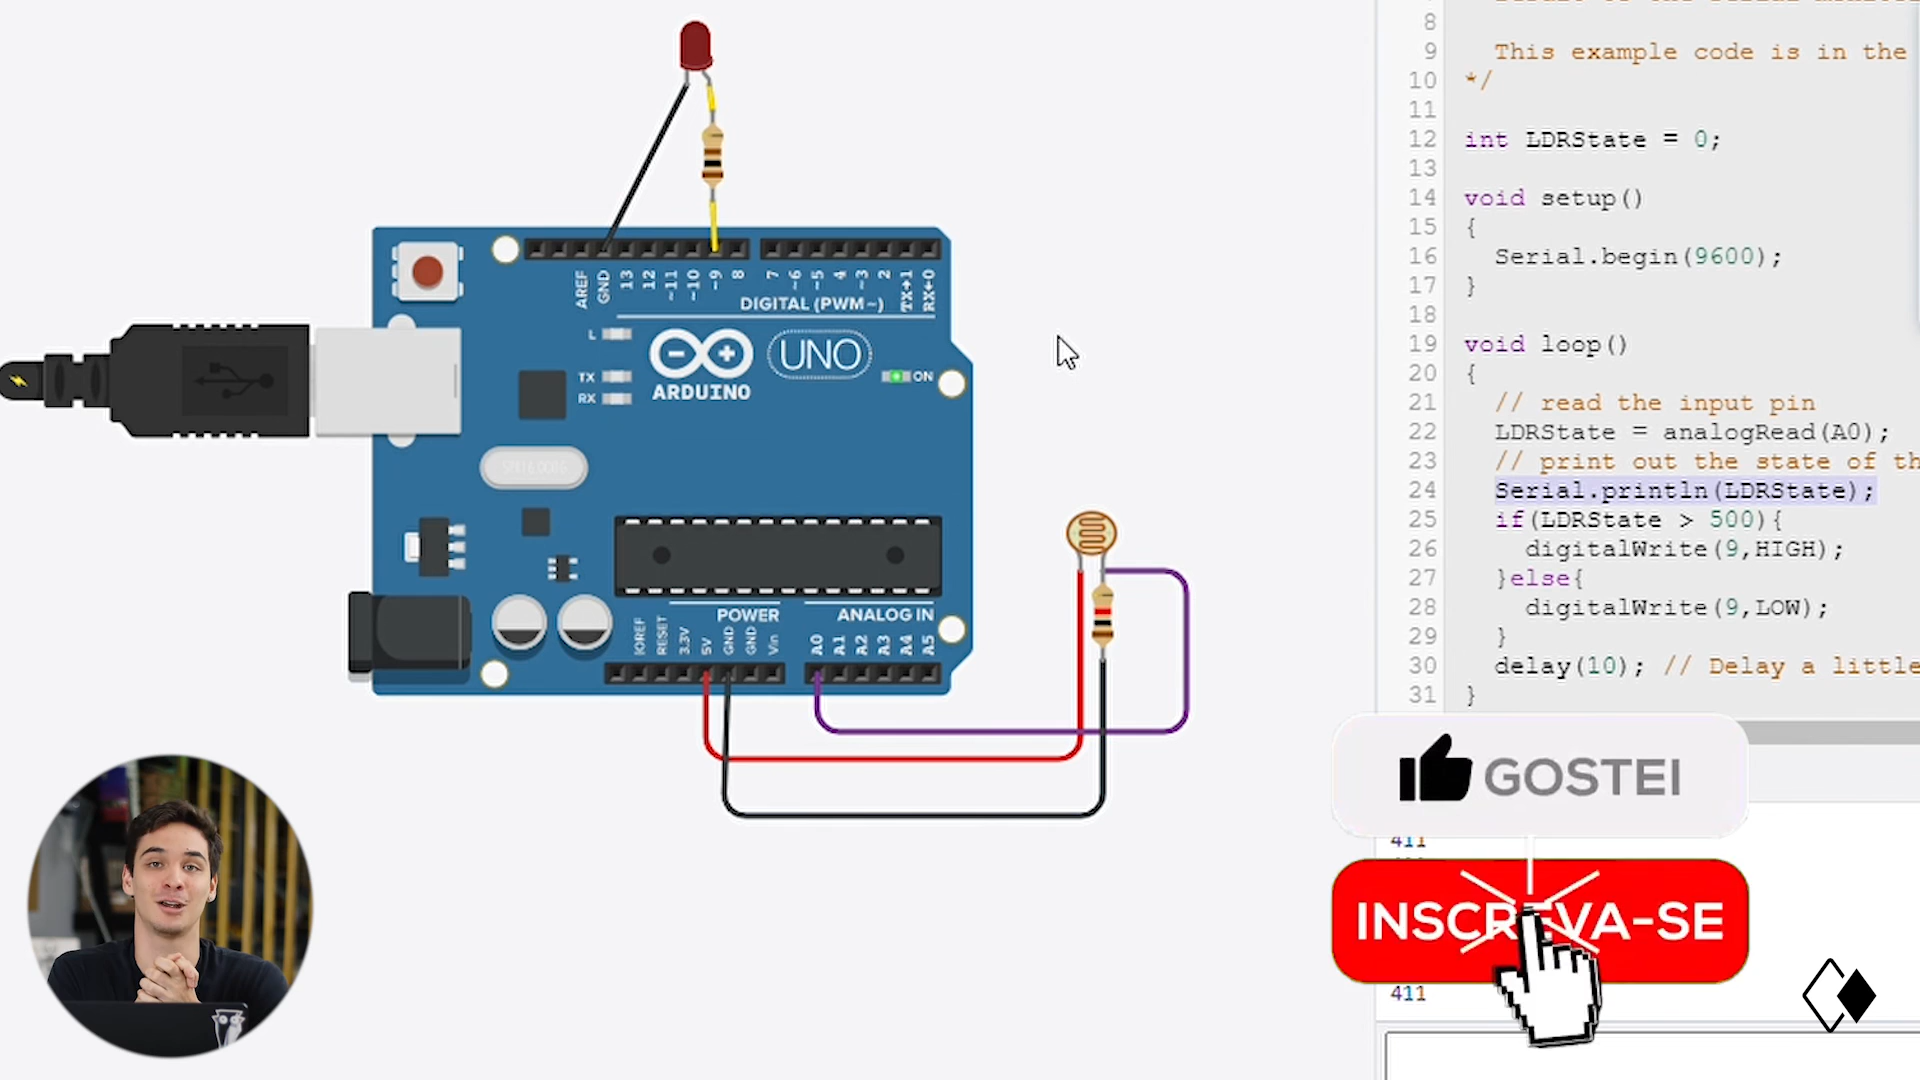 AREF
GND
13
12
~11
~10
~9
8
7
~6
~5
4
~3
2
TX→1
RX←0
DIGITAL (PWM~)
L
TX
RX
ARDUINO
UNO
ON
POWER
ANALOG IN
IOREF
RESET
3.3V
5V
GND
GND
Vin
A0
A1
A2
A3
A4
A5
8
9 This example code is in the
10 */
11
12 int LDRState = 0;
13
14 void setup()
15 {
16 Serial.begin(9600);
17 }
18
19 void loop()
20 {
21 // read the input pin
22 LDRState = analogRead(A0);
23 // print out the state of
24 Serial.println(LDRState);
25 if(LDRState > 500){
26 digitalWrite(9,HIGH);
27 }else{
28 digitalWrite(9,LOW);
29 }
30 delay(10); // Delay a little
31 }
GOSTEI
411
INSCREVA-SE
411